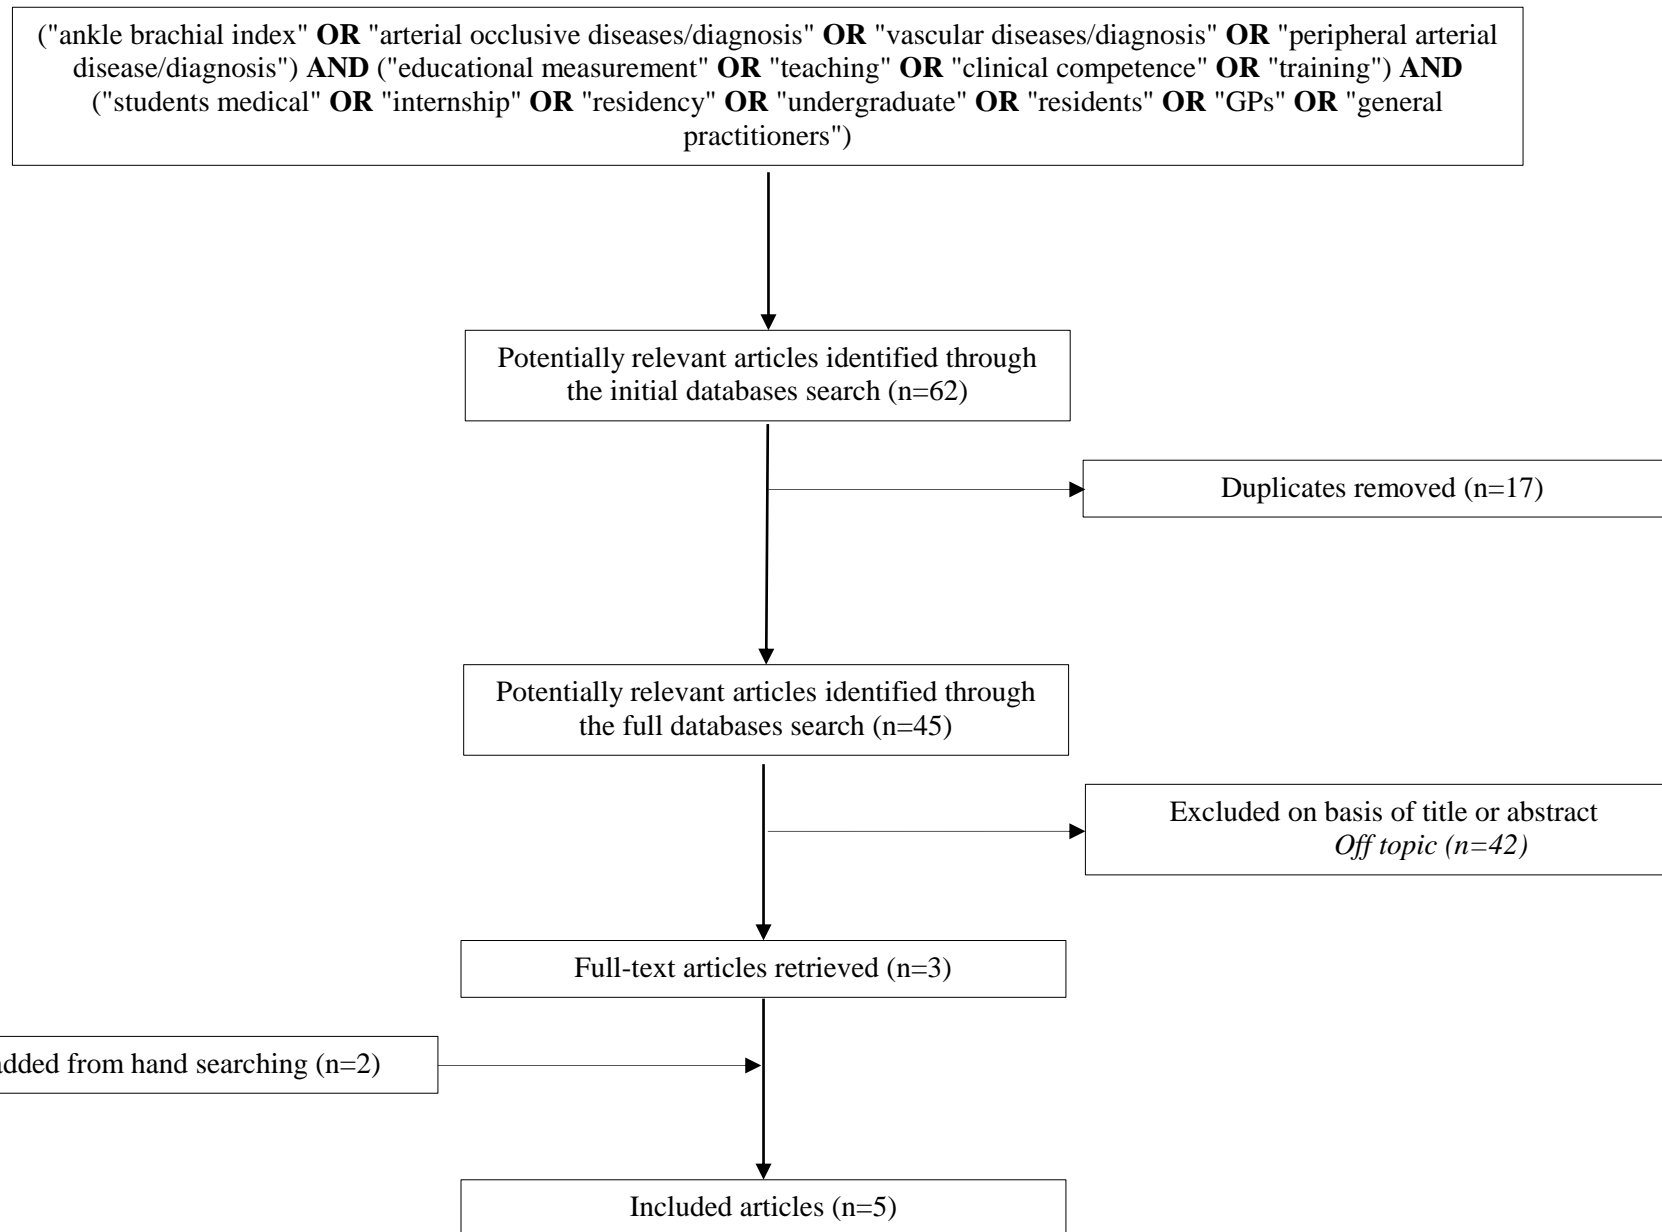 ("ankle brachial index" OR "arterial occlusive diseases/diagnosis" OR "vascular diseases/diagnosis" OR "peripheral arterial
disease/diagnosis") AND ("educational measurement" OR "teaching" OR "clinical competence" OR "training") AND
("students medical" OR "internship" OR "residency" OR "undergraduate" OR "residents" OR "GPs" OR "general
practitioners")
Potentially relevant articles identified through
the initial databases search (n=62)
Duplicates removed (n=17)
Potentially relevant articles identified through
the full databases search (n=45)
Excluded on basis of title or abstract
Off topic (n=42)
Full-text articles retrieved (n=3)
added from hand searching (n=2)
Included articles (n=5)